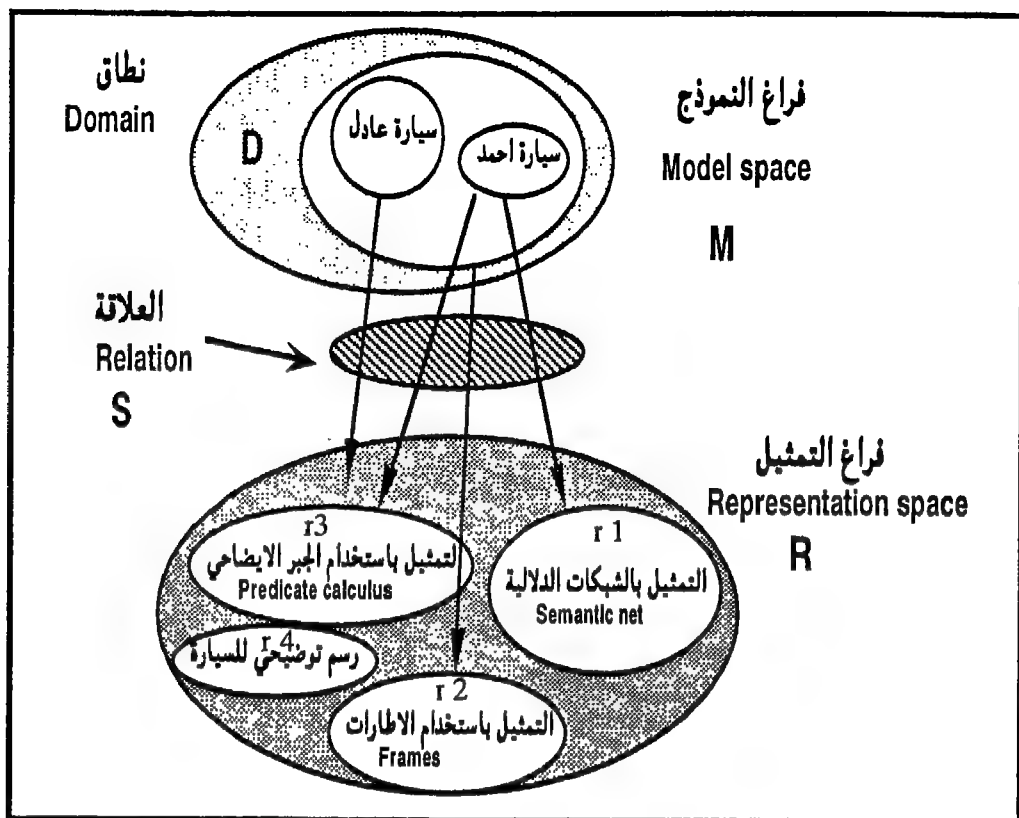 نطاق
Domain
D
سيارة عادل
سيارة احمد
فراغ النموذج
Model space
M
العلاقة
Relation
S
فراغ التمثيل
Representation space
R
r3
لتمثيل باستخدام الجبر الايضاحي
Predicate calculus
r 1
التمثيل بالشبكات الدلالية
Semantic net
r 4
رسم توضيحي للسيارة
r 2
التمثيل باستخدام الاطارات
Frames